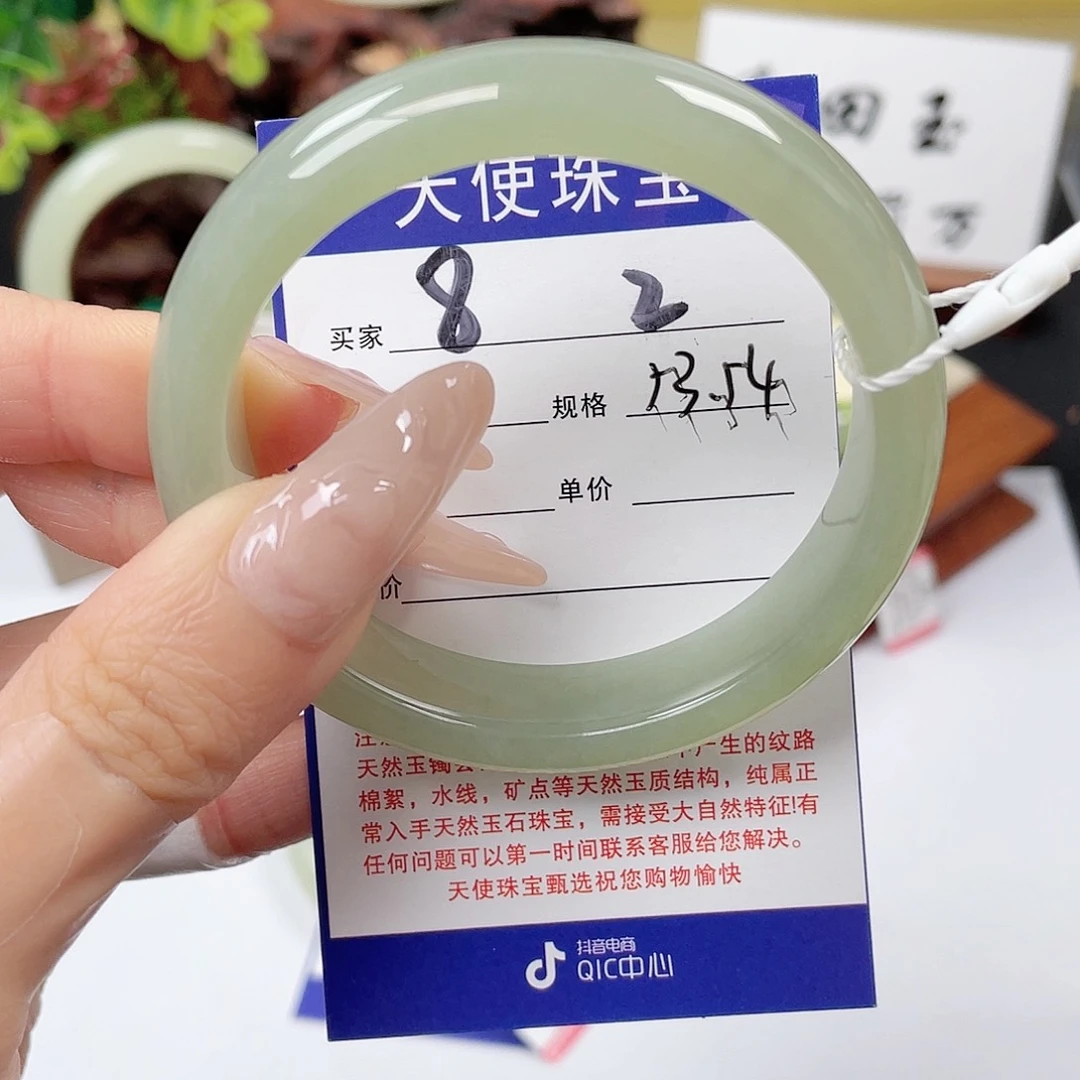 天使珠宝
买家 8 2
规格 13.54
单价
价
天然玉镯 生的纹路
棉絮，水线，矿点等天然玉质结构，纯属正
常入手天然玉石珠宝，需接受大自然特征!有
任何问题可以第一时间联系客服给您解决。
天使珠宝甄选祝您购物愉快
抖音电商
QIC中心
田玉
万